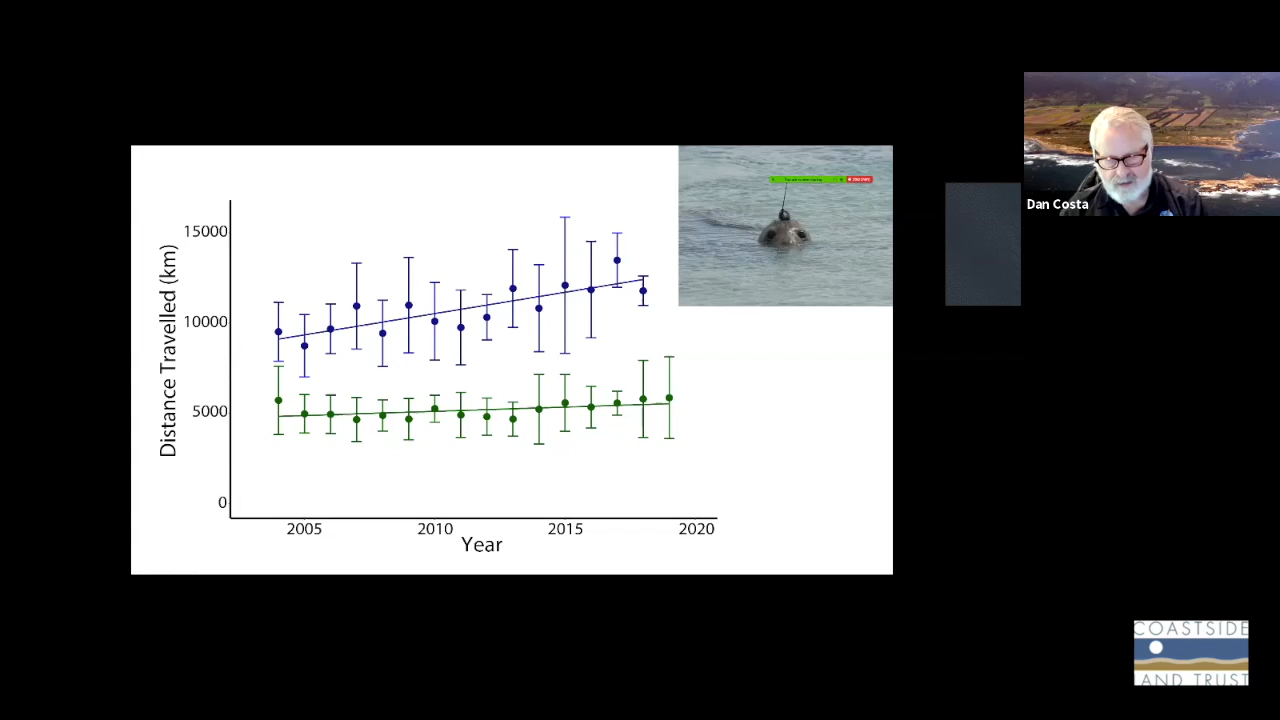 15000
10000
5000
0
Distance Travelled (km)
2005
2010
2015
2020
Year
Dan Costa
COASTSIDE
LAND TRUST